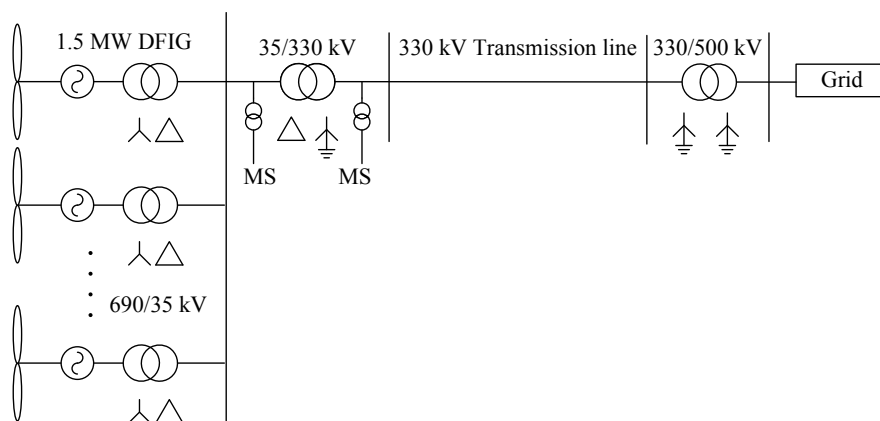 1.5 MW DFIG
35/330 kV
330 kV Transmission line
330/500 kV
Grid
MS
MS
690/35 kV